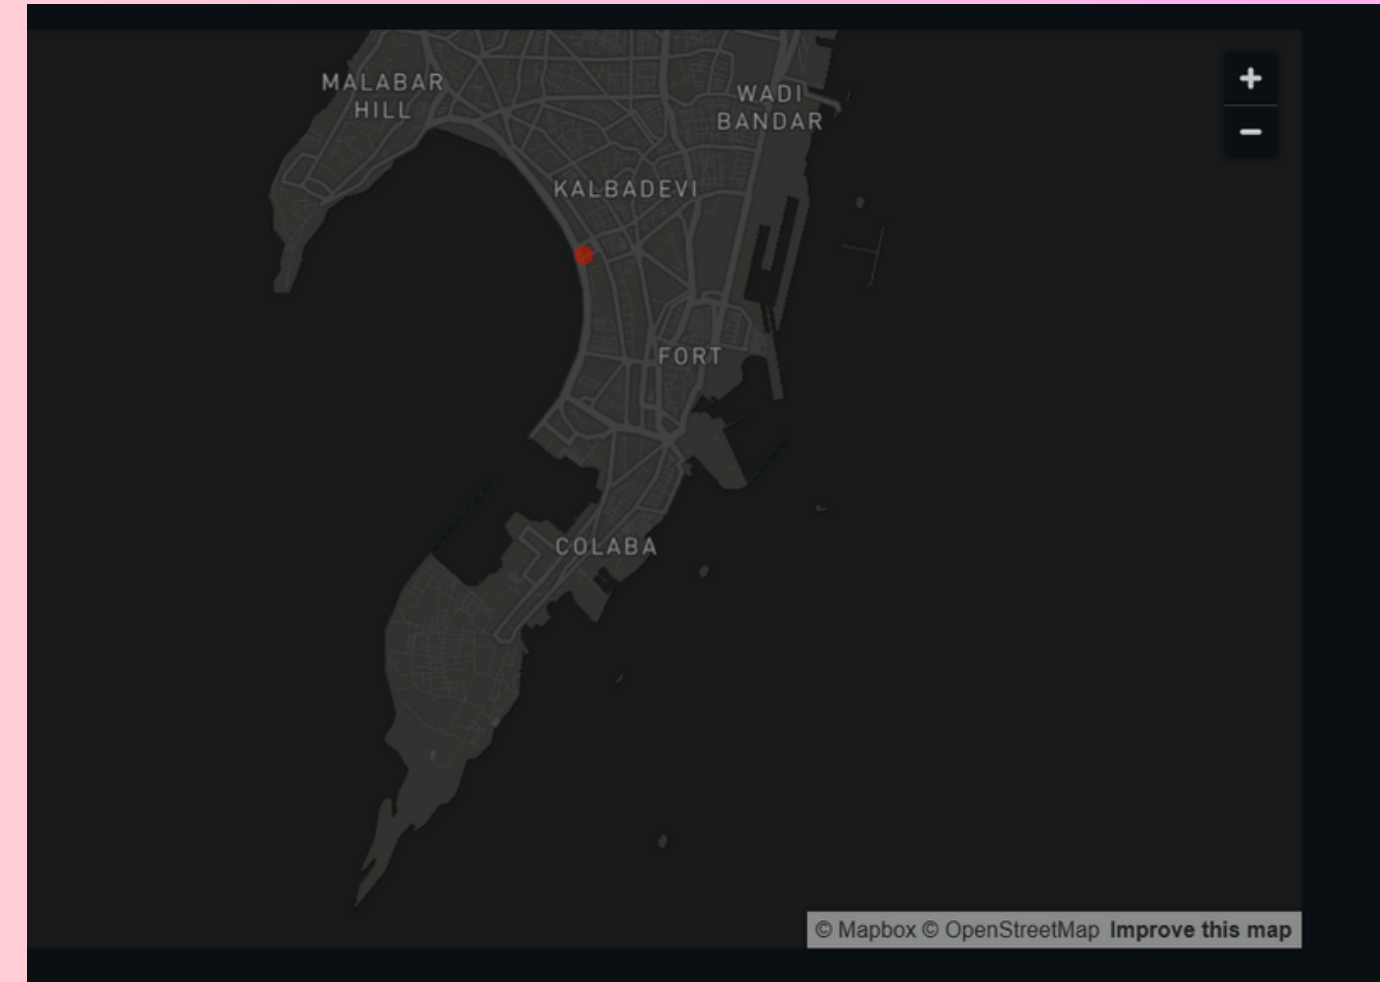 MALABAR
HILL
WADI
BANDAR
+
−
KALBADEVI
FORT
COLABA
© Mapbox © OpenStreetMap Improve this map